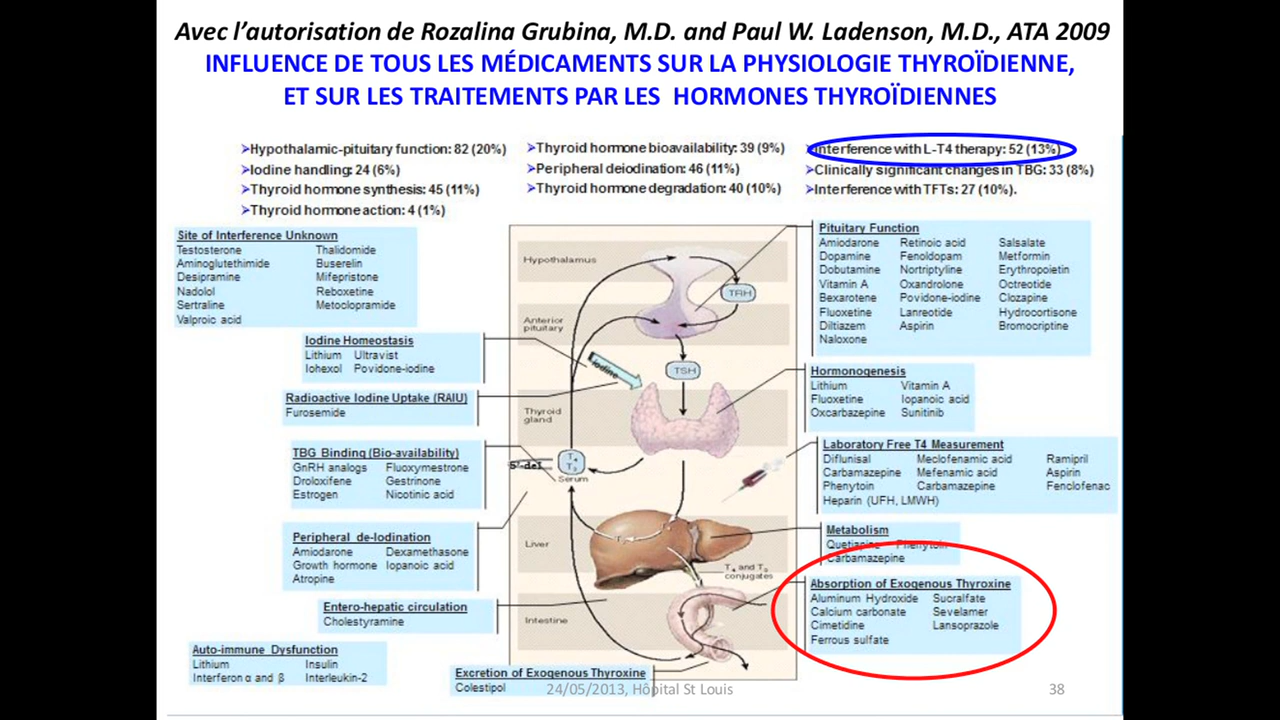 Avec l’autorisation de Rozalina Grubina, M.D. and Paul W. Ladenson, M.D., ATA 2009
INFLUENCE DE TOUS LES MÉDICAMENTS SUR LA PHYSIOLOGIE THYROÏDIENNE,
ET SUR LES TRAITEMENTS PAR LES HORMONES THYROÏDIENNES
➢Hypothalamic-pituitary function: 82 (20%)
➢Iodine handling: 24 (6%)
➢Thyroid hormone synthesis: 45 (11%)
➢Thyroid hormone action: 4 (1%)
➢Thyroid hormone bioavailability: 39 (9%)
➢Peripheral deiodination: 46 (11%)
➢Thyroid hormone degradation: 40 (10%)
➢Interference with L-T4 therapy: 52 (13%)
➢Clinically significant changes in TBG: 33 (8%)
➢Interference with TFTs: 27 (10%).
Site of Interference Unknown
Testosterone Thalidomide
Aminoglutethimide Buserelin
Desipramine Mifepristone
Nadolol Reboxetine
Sertraline Metoclopramide
Valproic acid
Iodine Homeostasis
Lithium Ultravist
Iohexol Povidone-iodine
Radioactive Iodine Uptake (RAIU)
Furosemide
TBG Binding (Bio-availability)
GnRH analogs Fluoxymestrone
Droloxifene Gestrinone
Estrogen Nicotinic acid
Peripheral de-Iodination
Amiodarone Dexamethasone
Growth hormone Iopanoic acid
Atropine
Entero-hepatic circulation
Cholestyramine
Auto-immune Dysfunction
Lithium Insulin
Interferon α and β Interleukin-2
Hypothalamus
TRH
Anterior
pituitary
Iodine
TSH
Thyroid
gland
5'-deI
T4
T3
Serum
Liver
T4 and T3
conjugates
Intestine
Excretion of Exogenous Thyroxine
Colestipol
Pituitary Function
Amiodarone Retinoic acid Salsalate
Dopamine Fenoldopam Metformin
Dobutamine Nortriptyline Erythropoietin
Vitamin A Oxandrolone Octreotide
Bexarotene Povidone-iodine Clozapine
Fluoxetine Lanreotide Hydrocortisone
Diltiazem Aspirin Bromocriptine
Naloxone
Hormonogenesis
Lithium Vitamin A
Fluoxetine Iopanoic acid
Oxcarbazepine Sunitinib
Laboratory Free T4 Measurement
Diflunisal Meclofenamic acid Ramipril
Carbamazepine Mefenamic acid Aspirin
Phenytoin Carbamazepine Fenclofenac
Heparin (UFH, LMWH)
Metabolism
Quetiapine Phenytoin
Carbamazepine
Absorption of Exogenous Thyroxine
Aluminum Hydroxide Sucralfate
Calcium carbonate Sevelamer
Cimetidine Lansoprazole
Ferrous sulfate
24/05/2013, Hôpital St Louis
38